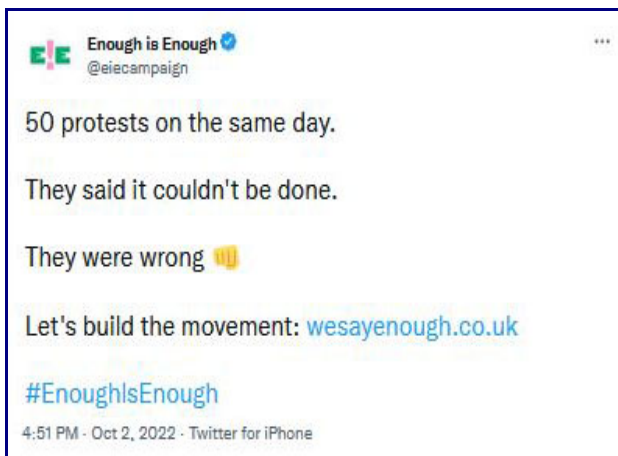 E!E
Enough is Enough
@eiecampaign
50 protests on the same day.
They said it couldn't be done.
They were wrong 👊
Let's build the movement: wesayenough.co.uk
#EnoughIsEnough
4:51 PM · Oct 2, 2022 · Twitter for iPhone